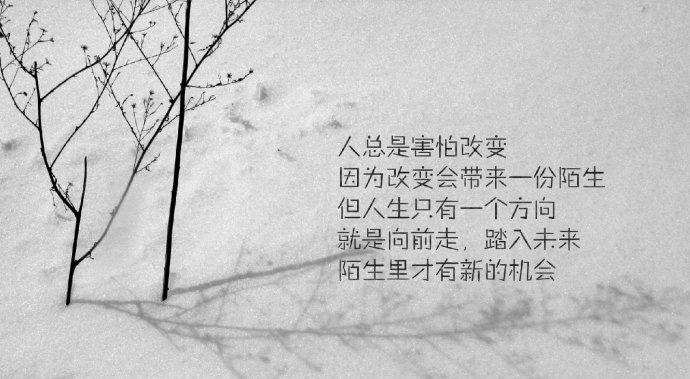 人总是害怕改变
因为改变会带来一份陌生
但人生只有一个方向
就是向前走，踏入未来
陌生里才有新的机会